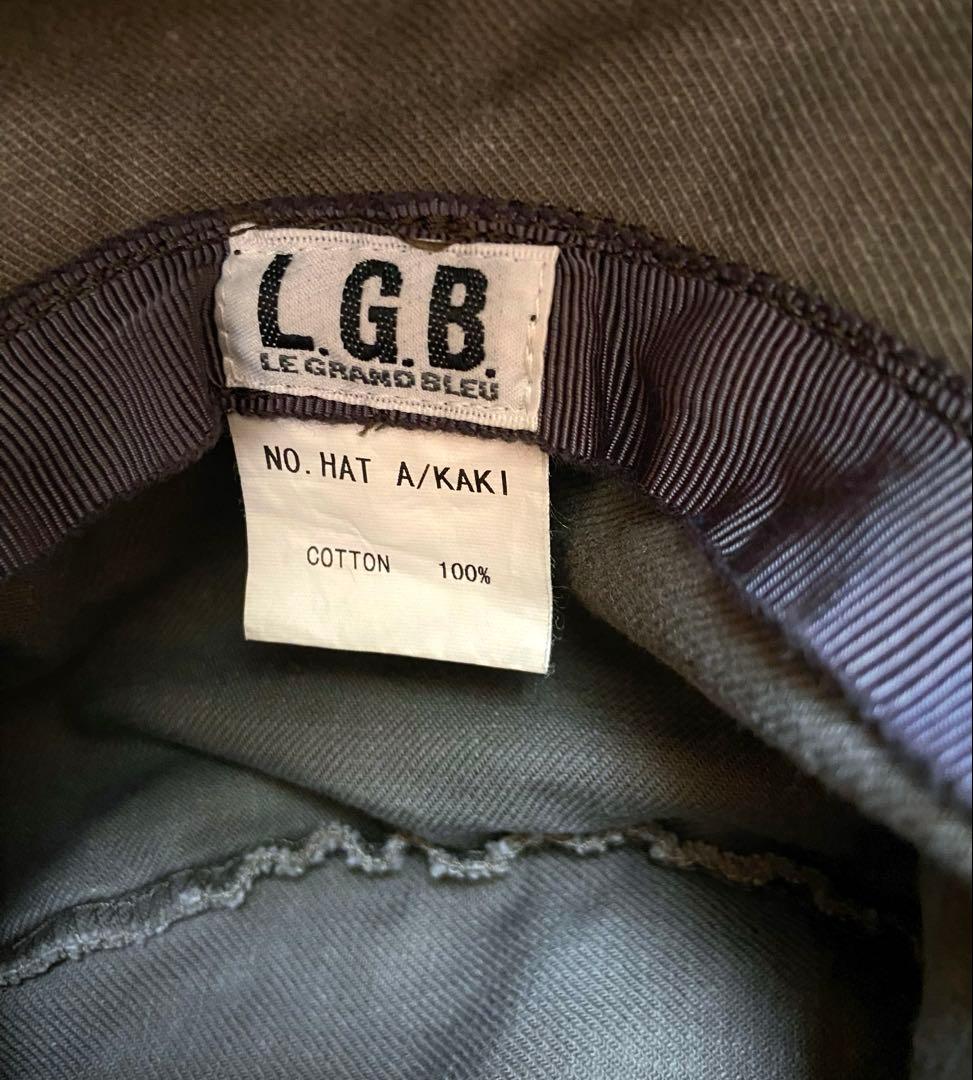 L.G.B.
LE GRAND BLEU
NO. HAT A/KAKI
COTTON 100%